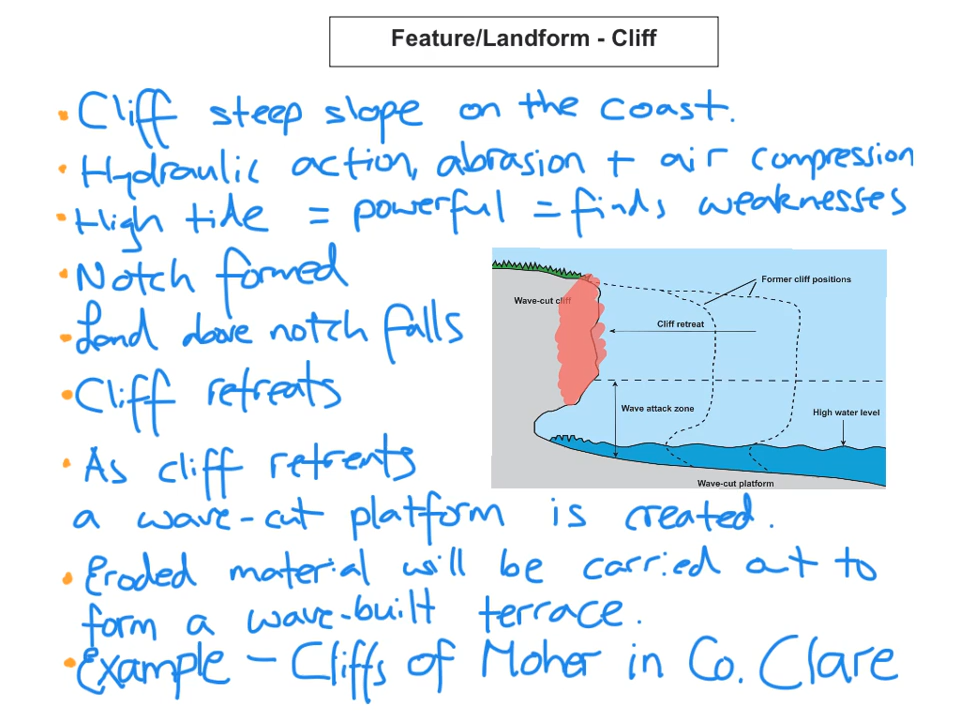 Feature/Landform - Cliff
• Cliff steep slope on the coast.
• Hydraulic action, abrasion + air compression
• High tide = powerful = finds weaknesses
• Notch formed
• Land above notch falls
• Cliff retreats
• As cliff retreats
a wave-cut platform is created.
• Eroded material will be carried out to
form a wave-built terrace.
• Example - Cliffs of Moher in Co. Clare
Former cliff positions
Wave-cut cliff
Cliff retreat
Wave attack zone
High water level
Wave-cut platform